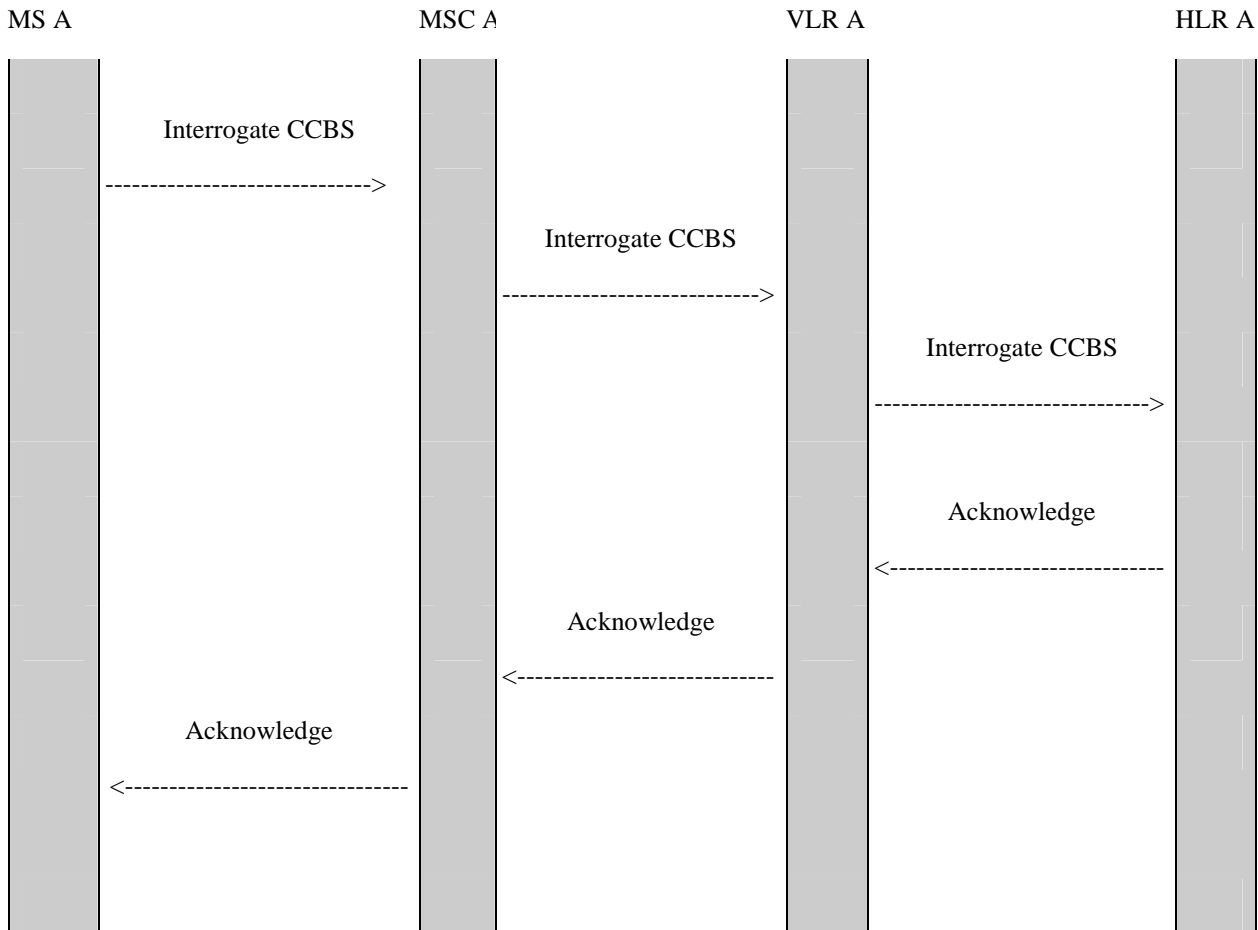 MS A
MSC A
VLR A
HLR A
Interrogate CCBS
Interrogate CCBS
Interrogate CCBS
Acknowledge
Acknowledge
Acknowledge